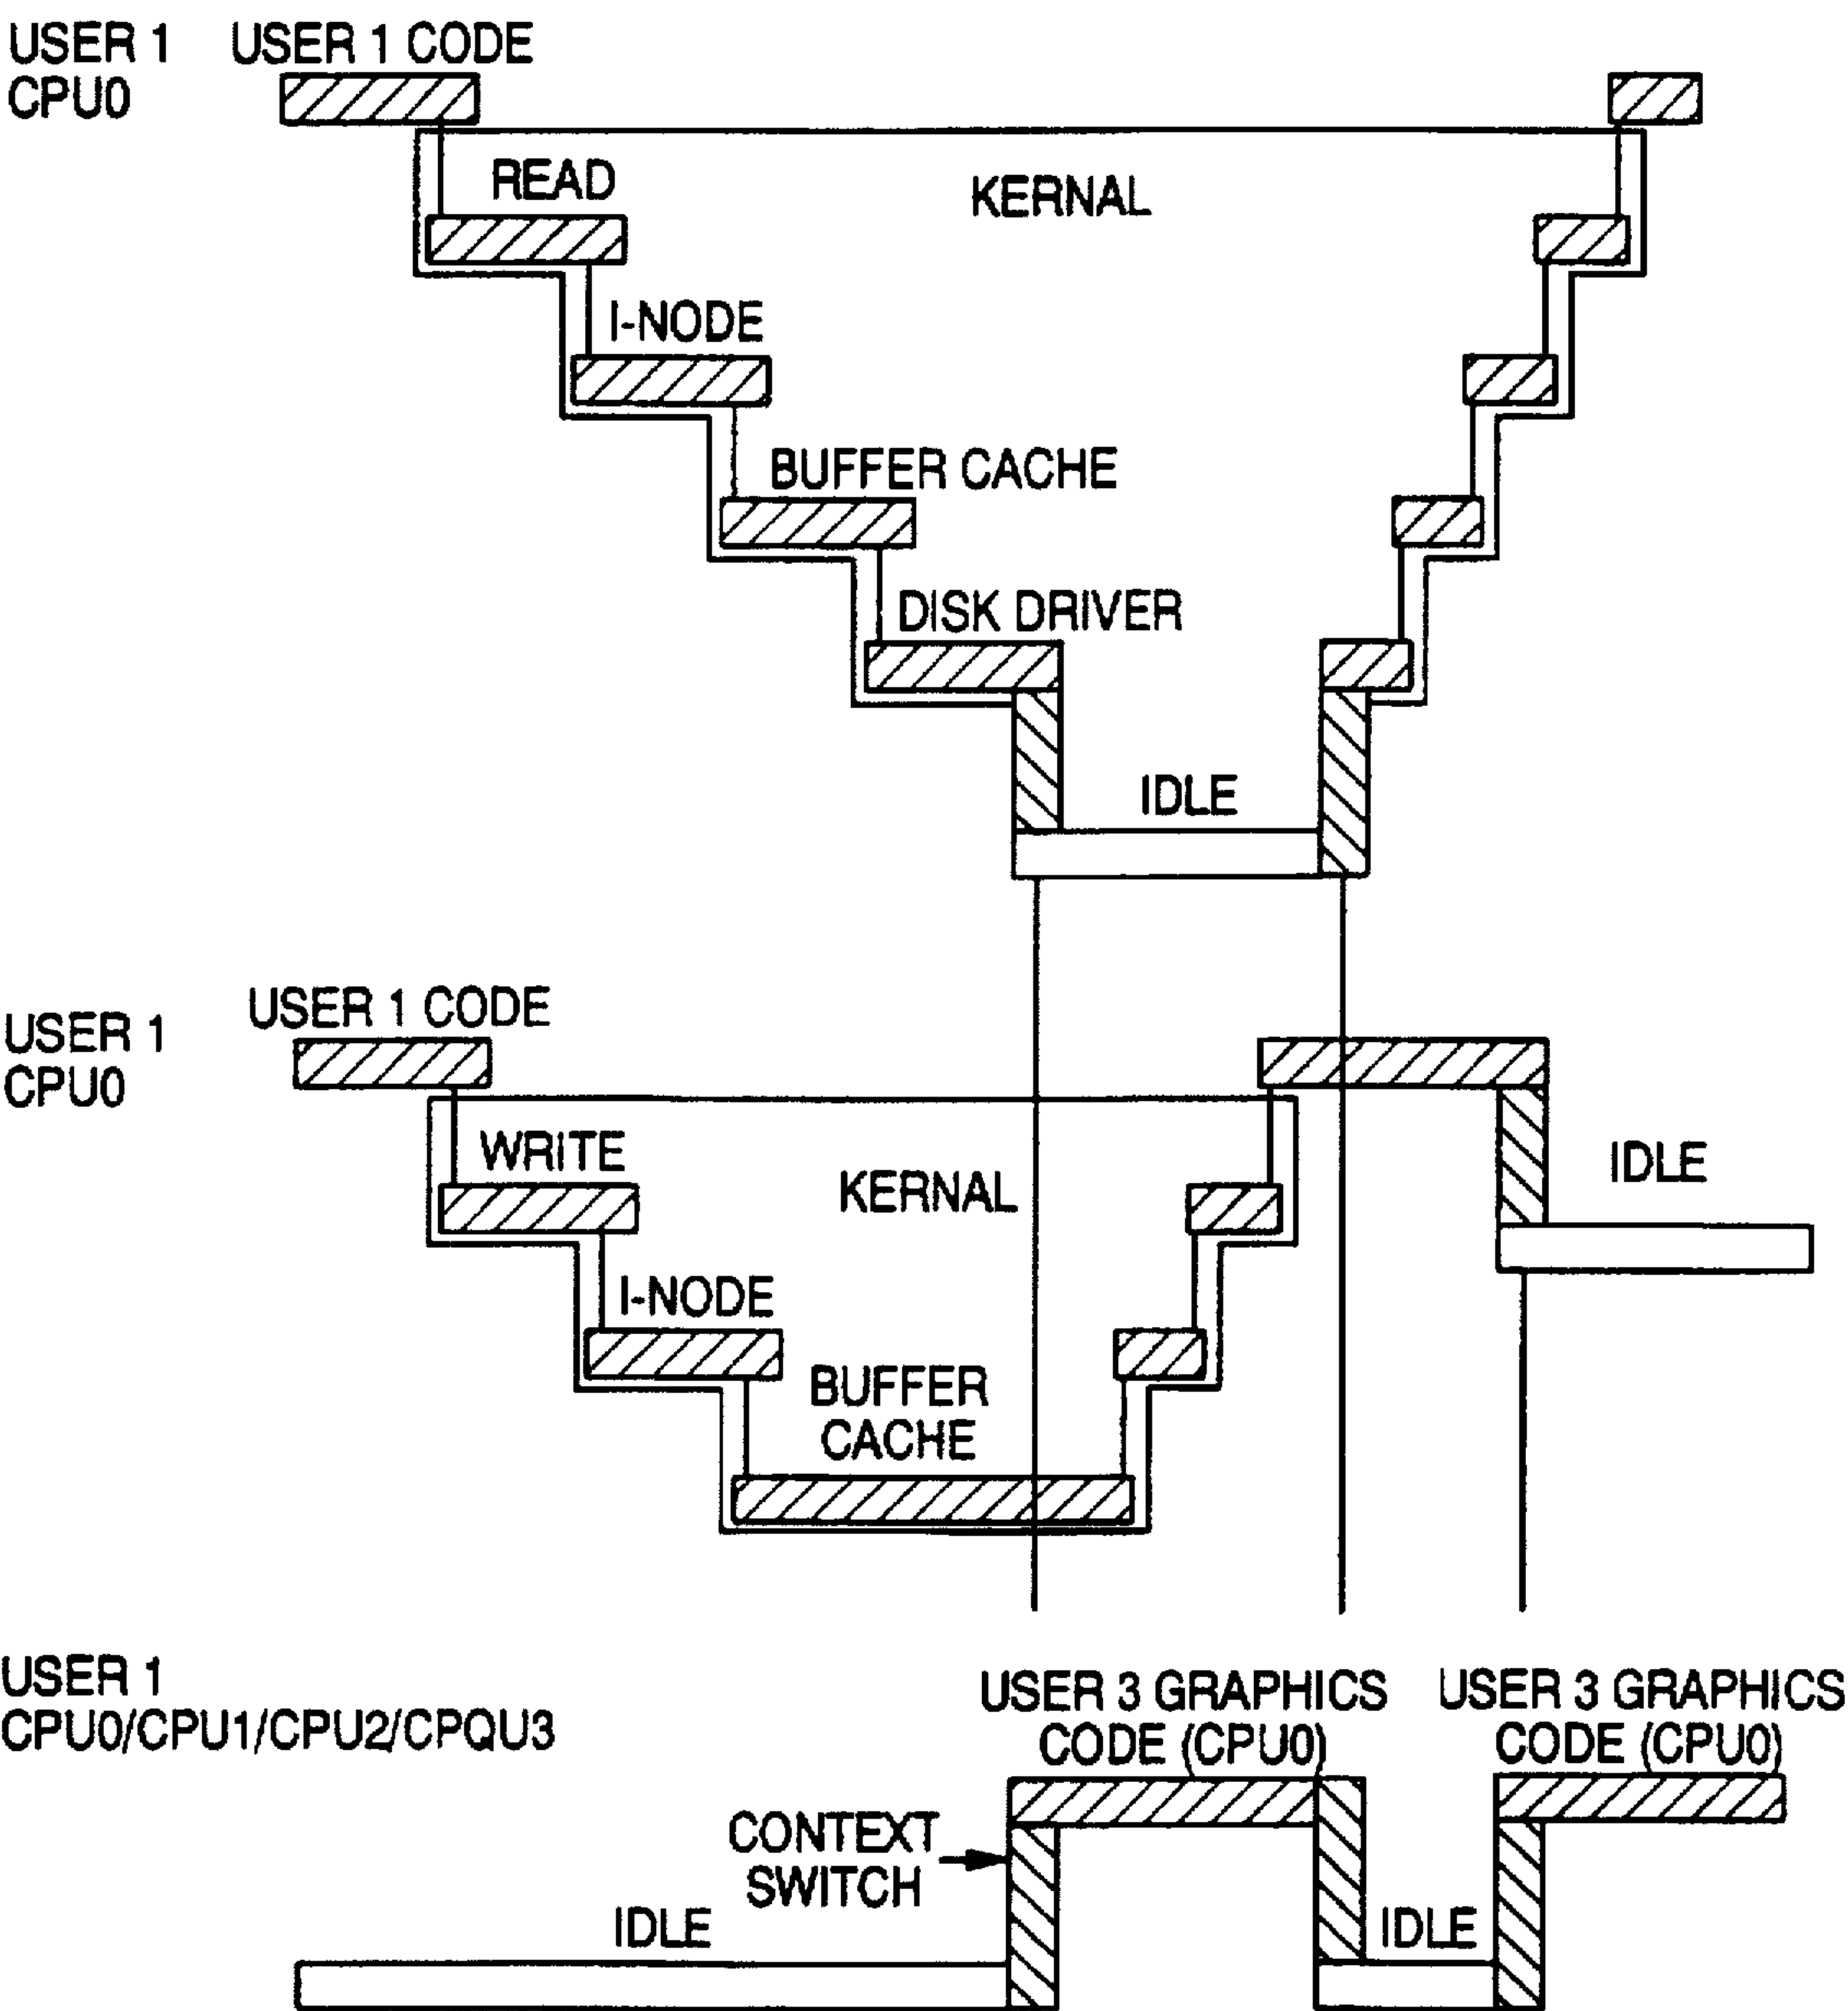 USER 1
CPU0
USER 1 CODE
READ
KERNAL
I-NODE
BUFFER CACHE
DISK DRIVER
IDLE
USER 1
CPU0
USER 1 CODE
WRITE
KERNAL
IDLE
I-NODE
BUFFER
CACHE
USER 1
CPU0/CPU1/CPU2/CPQU3
USER 3 GRAPHICS
CODE (CPU0)
USER 3 GRAPHICS
CODE (CPU0)
CONTEXT
SWITCH
IDLE
IDLE